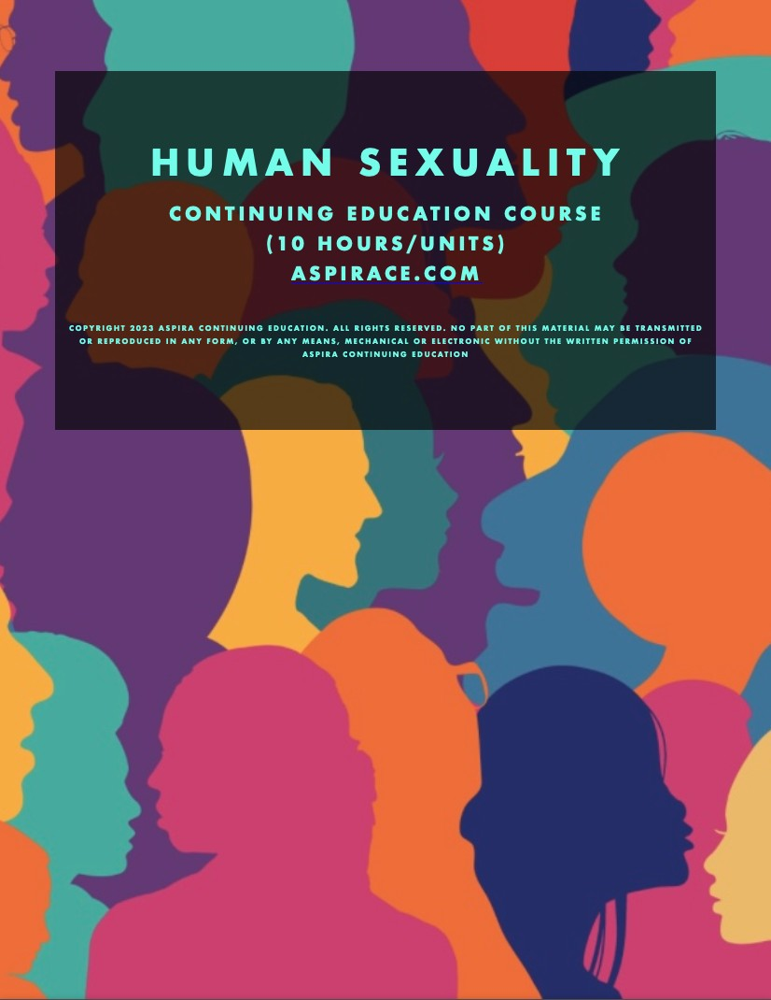 HUMAN SEXUALITY
CONTINUING EDUCATION COURSE
(10 HOURS/UNITS)
ASPIRACE.COM
COPYRIGHT 2023 ASPIRA CONTINUING EDUCATION. ALL RIGHTS RESERVED. NO PART OF THIS MATERIAL MAY BE TRANSMITTED
OR REPRODUCED IN ANY FORM, OR BY ANY MEANS, MECHANICAL OR ELECTRONIC WITHOUT THE WRITTEN PERMISSION OF
ASPIRA CONTINUING EDUCATION